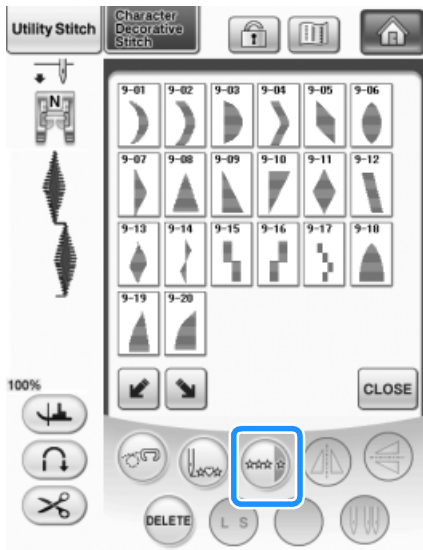 Utility Stitch
Character
Decorative
Stitch
N
9-01 9-02 9-03 9-04 9-05 9-06
9-07 9-08 9-09 9-10 9-11 9-12
9-13 9-14 9-15 9-16 9-17 9-18
9-19 9-20
100%
CLOSE
DELETE
L S